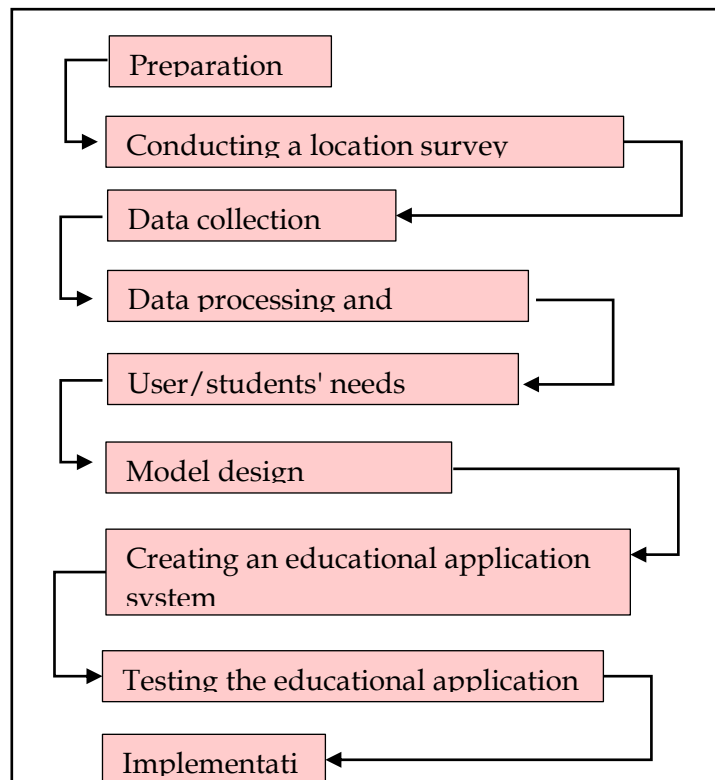 Preparation
Conducting a location survey
Data collection
Data processing and
User/students' needs
Model design
Creating an educational application
system
Testing the educational application
Implementati